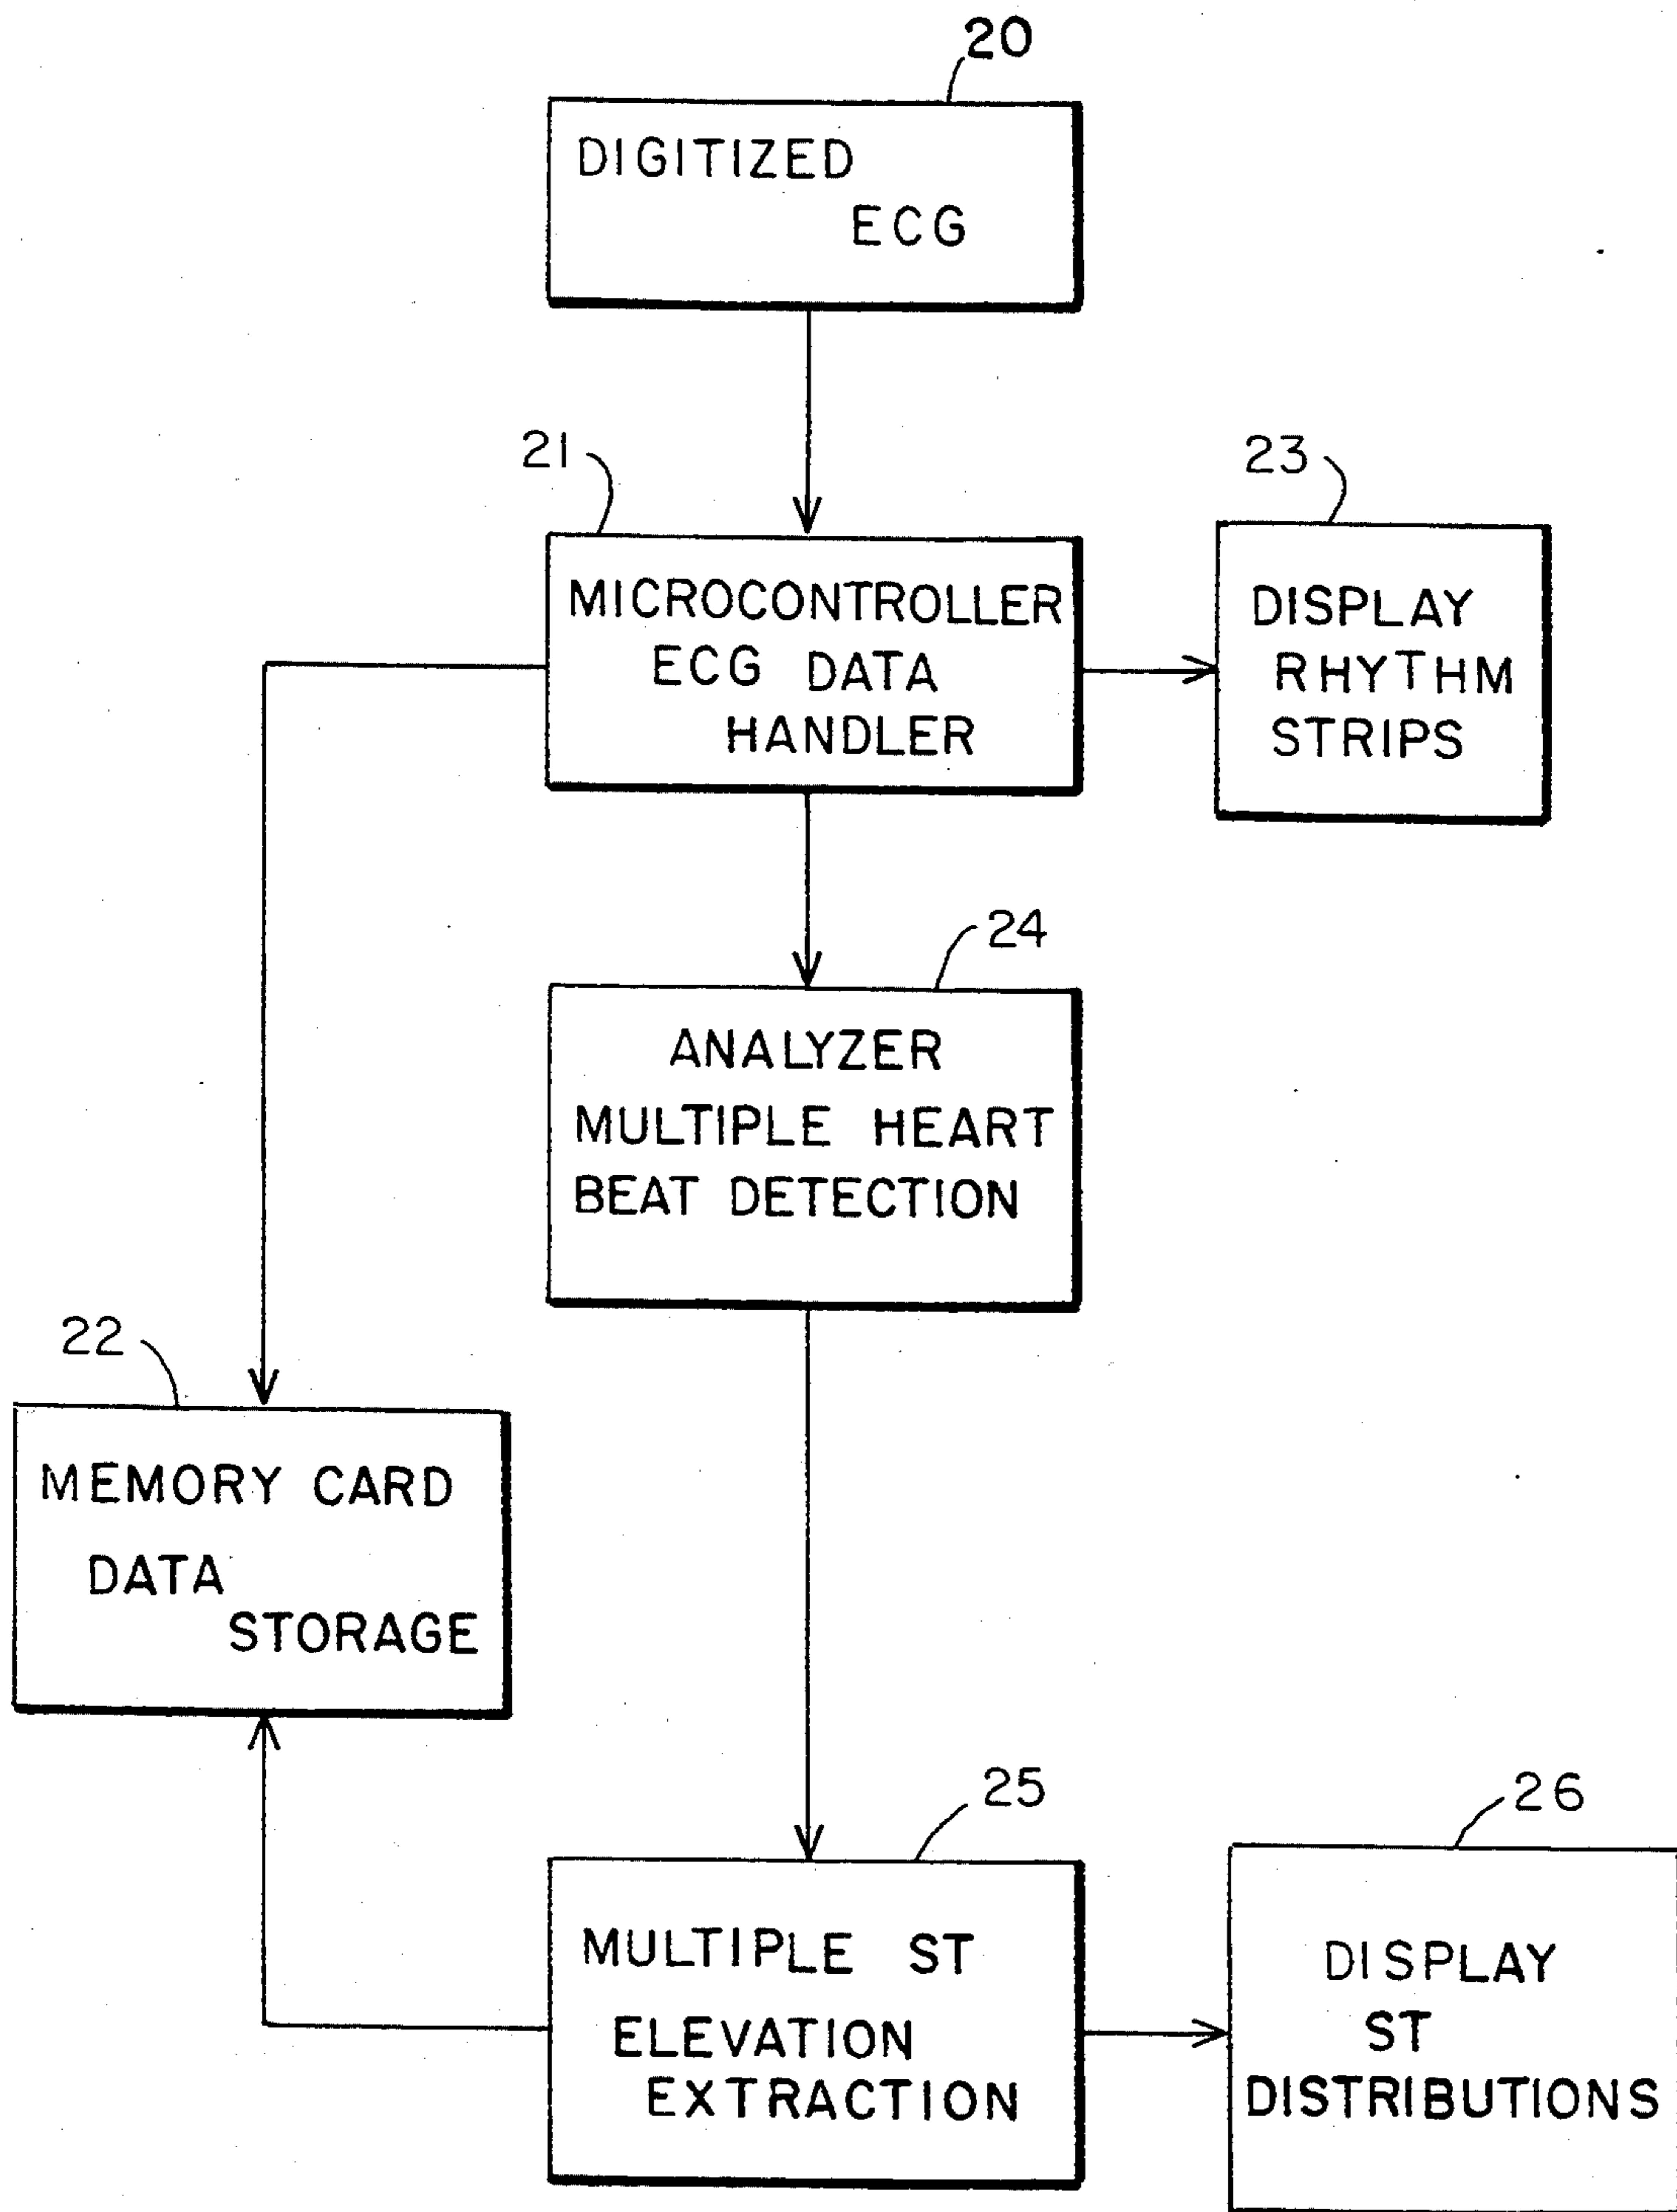 20
DIGITIZED
ECG
21
MICROCONTROLLER
ECG DATA
HANDLER
23
DISPLAY
RHYTHM
STRIPS
24
ANALYZER
MULTIPLE HEART
BEAT DETECTION
22
MEMORY CARD
DATA
STORAGE
25
MULTIPLE ST
ELEVATION
EXTRACTION
26
DISPLAY
ST
DISTRIBUTIONS